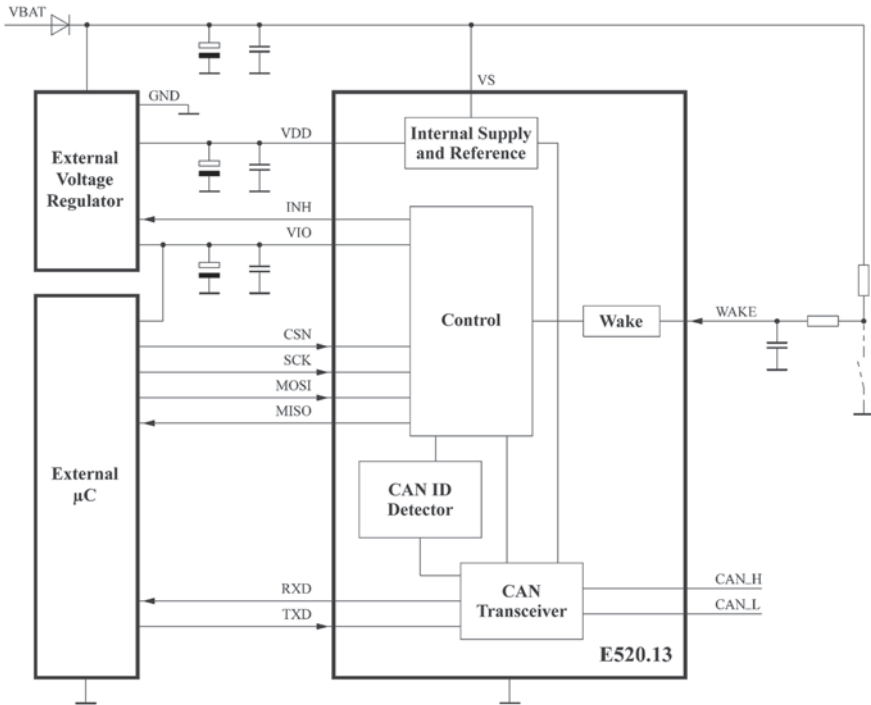 VBAT
VS
GND
VDD
Internal Supply
and Reference
External
Voltage
Regulator
INH
VIO
Control
Wake
WAKE
CSN
SCK
MOSI
MISO
External
µC
CAN ID
Detector
RXD
TXD
CAN
Transceiver
CAN_H
CAN_L
E520.13